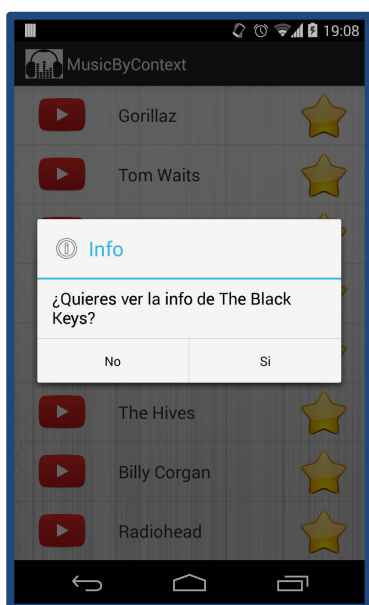 19:08
MusicByContext
Gorillaz
Tom Waits
Info
¿Quieres ver la info de The Black
Keys?
No
Si
The Hives
Billy Corgan
Radiohead